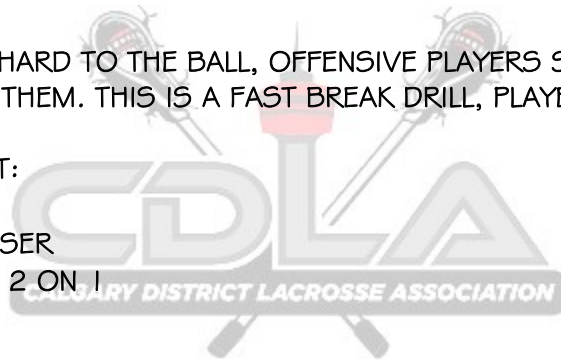 HARD TO THE BALL, OFFENSIVE PLAYERS S
THEM. THIS IS A FAST BREAK DRILL, PLAYE
T:
SER
2 ON 1
CDLA
CALGARY DISTRICT LACROSSE ASSOCIATION